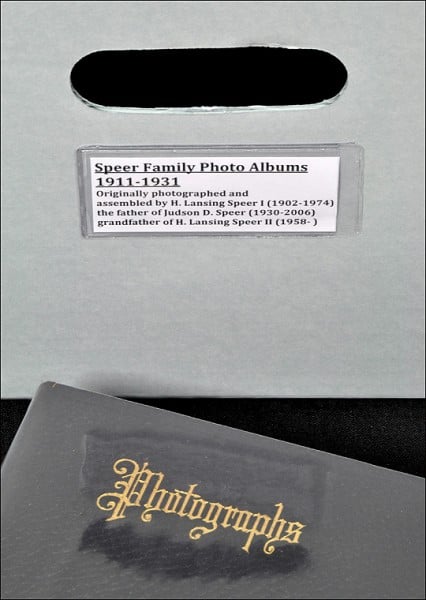 Speer Family Photo Albums
1911-1931
Originally photographed and
assembled by H. Lansing Speer I (1902-1974)
the father of Judson D. Speer (1930-2006)
grandfather of H. Lansing Speer II (1958- )
Photographs